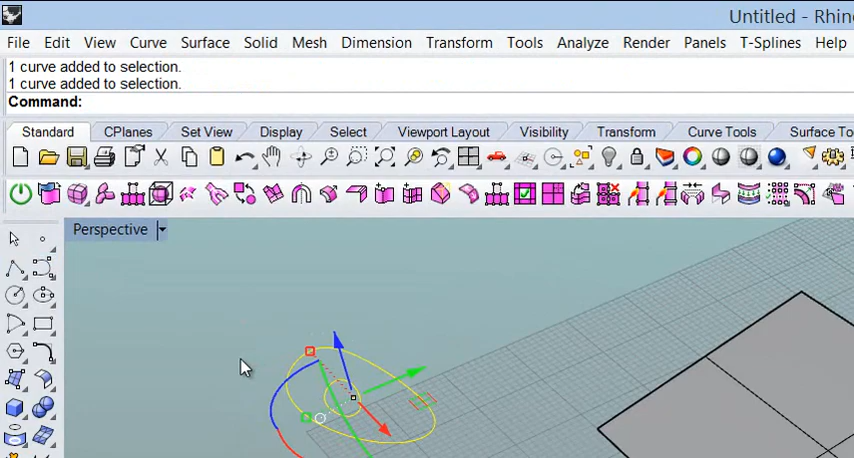 Untitled - Rhin
File Edit View Curve Surface Solid Mesh Dimension Transform Tools Analyze Render Panels T-Splines Help
1 curve added to selection.
1 curve added to selection.
Command:
Standard CPlanes Set View Display Select Viewport Layout Visibility Transform Curve Tools Surface To
Perspective